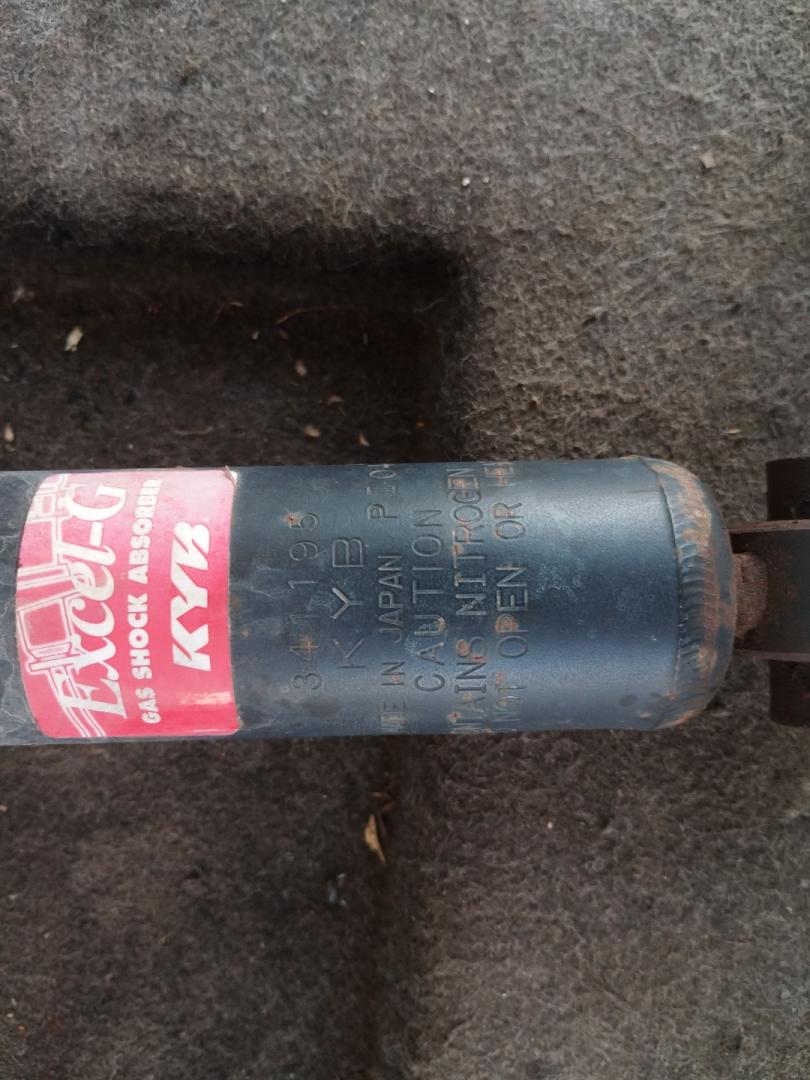 Excel-G
GAS SHOCK ABSORBER
KYB
341195
KYB
IN JAPAN
CAUTION
NITROGEN
OPEN OR